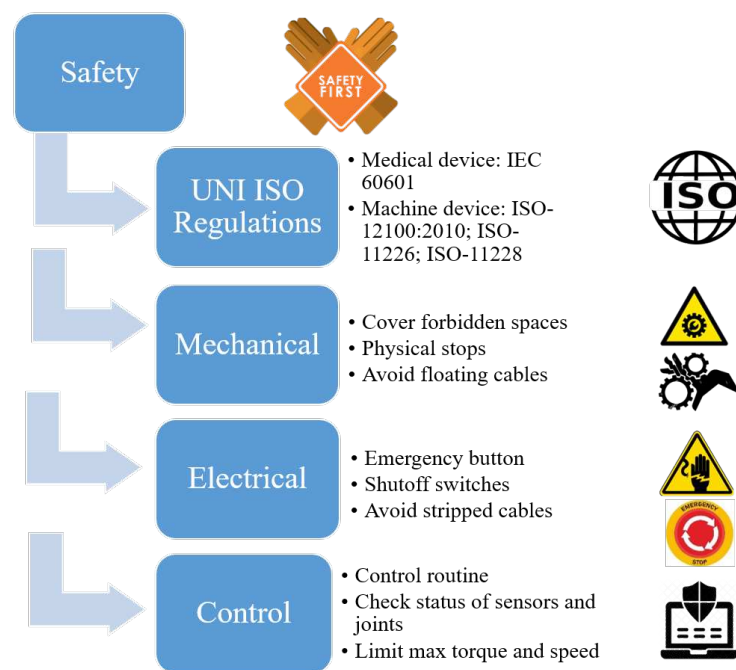 Safety
SAFETY
FIRST
UNI ISO
Regulations
• Medical device: IEC
60601
• Machine device: ISO-
12100:2010; ISO-
11226; ISO-11228
ISO
Mechanical
• Cover forbidden spaces
• Physical stops
• Avoid floating cables
Electrical
• Emergency button
• Shutoff switches
• Avoid stripped cables
EMERGENCY
STOP
Control
• Control routine
• Check status of sensors and
joints
• Limit max torque and speed